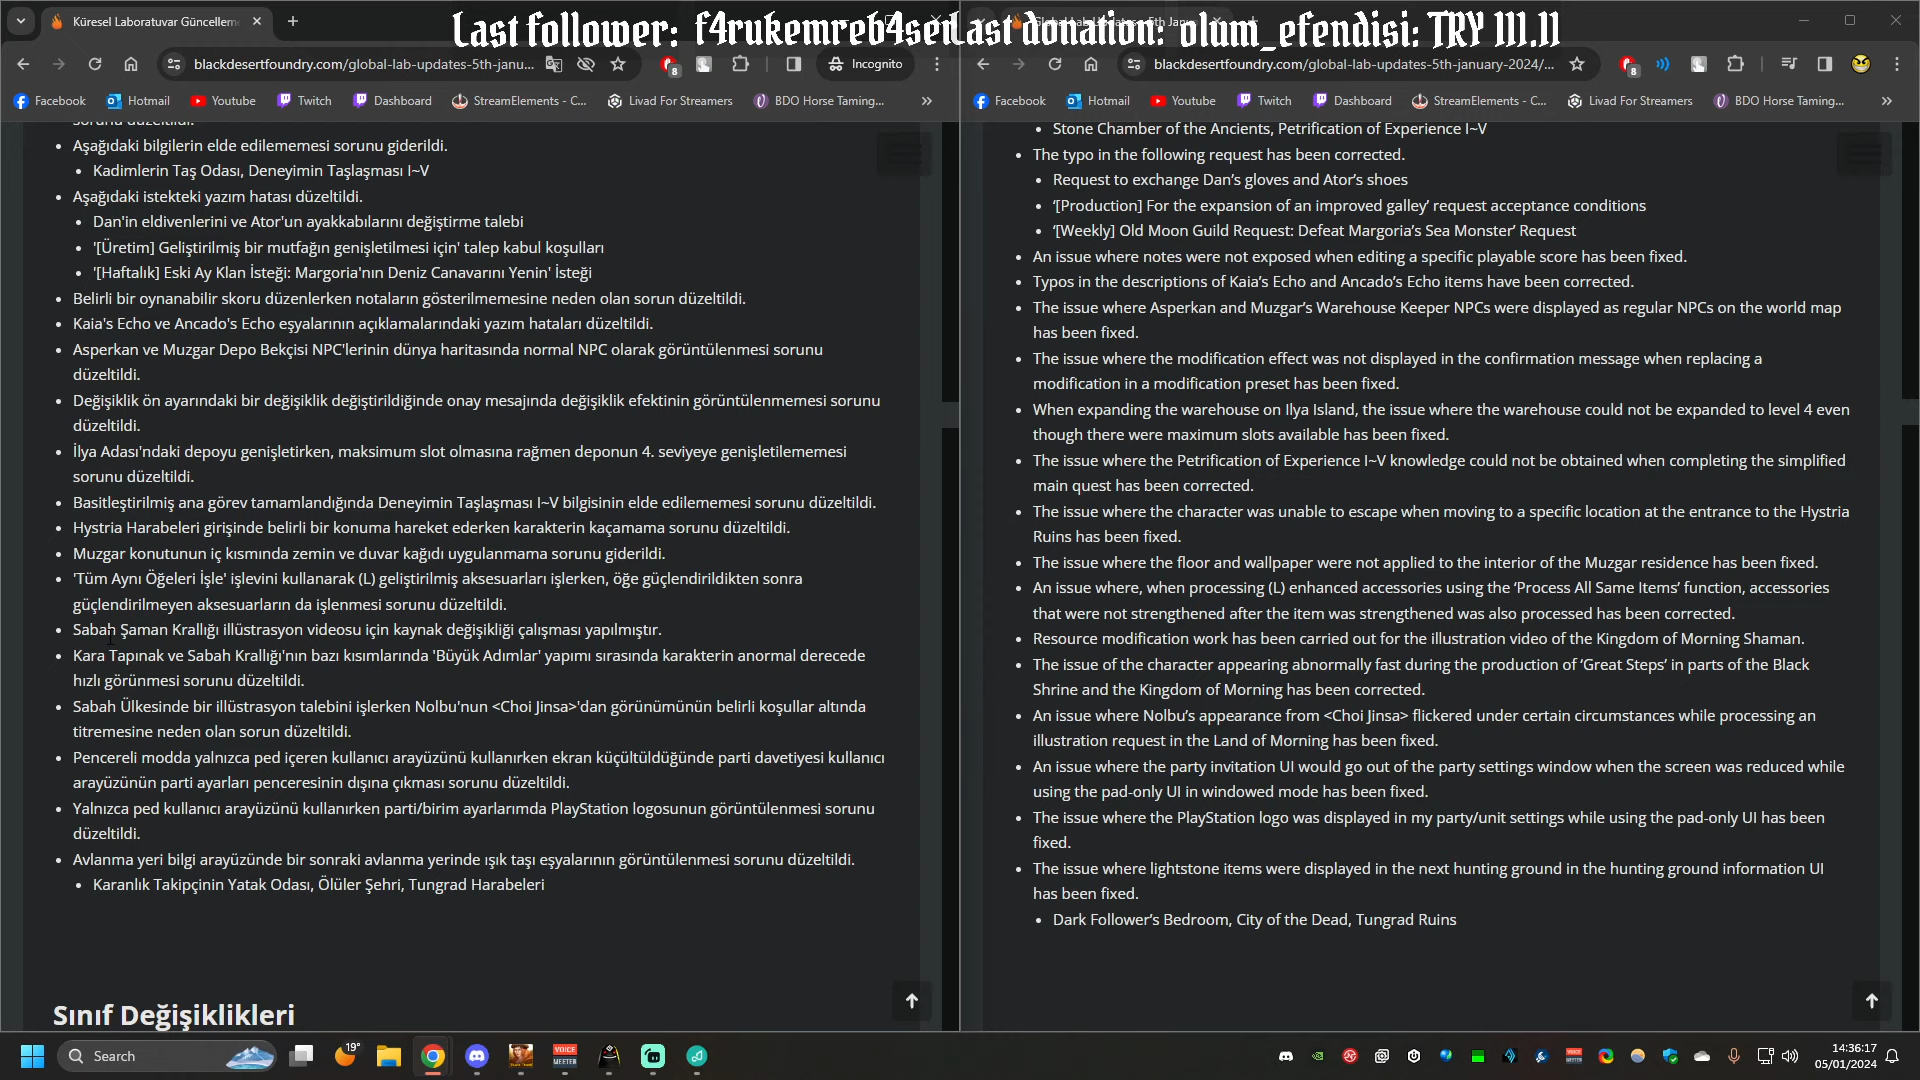 Küresel Laboratuvar Güncellem
Last follower: f4rukemreb4sen
Last donation: olum_efendisi: TRY 111.11
blackdesertfoundry.com/global-lab-updates-5th-janu...
Incognito
blackdesertfoundry.com/global-lab-updates-5th-january-2024/...
Facebook Hotmail Youtube Twitch Dashboard StreamElements - C... Livad For Streamers BDO Horse Taming...
Facebook Hotmail Youtube Twitch Dashboard StreamElements - C... Livad For Streamers BDO Horse Taming...
sorunu düzeltildi.
Aşağıdaki bilgilerin elde edilememesi sorunu giderildi.
Kadimlerin Taş Odası, Deneyimin Taşlaşması I~V
Aşağıdaki istekteki yazım hatası düzeltildi.
Dan'in eldivenlerini ve Ator'un ayakkabılarını değiştirme talebi
'[Üretim] Geliştirilmiş bir mutfağın genişletilmesi için' talep kabul koşulları
'[Haftalık] Eski Ay Klan İsteği: Margoria'nın Deniz Canavarını Yenin' İsteği
Belirli bir oynanabilir skoru düzenlerken notaların gösterilmemesine neden olan sorun düzeltildi.
Kaia's Echo ve Ancado's Echo eşyalarının açıklamalarındaki yazım hataları düzeltildi.
Asperkan ve Muzgar Depo Bekçisi NPC'lerinin dünya haritasında normal NPC olarak görüntülenmesi sorunu
düzeltildi.
Değişiklik ön ayarındaki bir değişiklik değiştirildiğinde onay mesajında değişiklik efektinin görüntülenmemesi sorunu
düzeltildi.
İlya Adası'ndaki depoyu genişletirken, maksimum slot olmasına rağmen deponun 4. seviyeye genişletilememesi
sorunu düzeltildi.
Basitleştirilmiş ana görev tamamlandığında Deneyimin Taşlaşması I~V bilgisinin elde edilememesi sorunu düzeltildi.
Hystria Harabeleri girişinde belirli bir konuma hareket ederken karakterin kaçamama sorunu düzeltildi.
Muzgar konutunun iç kısmında zemin ve duvar kağıdı uygulanmama sorunu giderildi.
'Tüm Aynı Öğeleri İşle' işlevini kullanarak (L) geliştirilmiş aksesuarları işlerken, öğe güçlendirildikten sonra
güçlendirilmeyen aksesuarların da işlenmesi sorunu düzeltildi.
Sabah Şaman Krallığı illüstrasyon videosu için kaynak değişikliği çalışması yapılmıştır.
Kara Tapınak ve Sabah Krallığı'nın bazı kısımlarında 'Büyük Adımlar' yapımı sırasında karakterin anormal derecede
hızlı görünmesi sorunu düzeltildi.
Sabah Ülkesinde bir illüstrasyon talebini işlerken Nolbu'nun <Choi Jinsa>'dan görünümünün belirli koşullar altında
titremesine neden olan sorun düzeltildi.
Pencereli modda yalnızca ped içeren kullanıcı arayüzünü kullanırken ekran küçültüldüğünde parti davetiyesi kullanıcı
arayüzünün parti ayarları penceresinin dışına çıkması sorunu düzeltildi.
Yalnızca ped kullanıcı arayüzünü kullanırken parti/birim ayarlarımda PlayStation logosunun görüntülenmesi sorunu
düzeltildi.
Avlanma yeri bilgi arayüzünde bir sonraki avlanma yerinde ışık taşı eşyalarının görüntülenmesi sorunu düzeltildi.
Karanlık Takipçinin Yatak Odası, Ölüler Şehri, Tungrad Harabeleri
Sınıf Değişiklikleri
Stone Chamber of the Ancients, Petrification of Experience I~V
The typo in the following request has been corrected.
Request to exchange Dan's gloves and Ator's shoes
'[Production] For the expansion of an improved galley' request acceptance conditions
'[Weekly] Old Moon Guild Request: Defeat Margoria's Sea Monster' Request
An issue where notes were not exposed when editing a specific playable score has been fixed.
Typos in the descriptions of Kaia's Echo and Ancado's Echo items have been corrected.
The issue where Asperkan and Muzgar's Warehouse Keeper NPCs were displayed as regular NPCs on the world map
has been fixed.
The issue where the modification effect was not displayed in the confirmation message when replacing a
modification in a modification preset has been fixed.
When expanding the warehouse on Ilya Island, the issue where the warehouse could not be expanded to level 4 even
though there were maximum slots available has been fixed.
The issue where the Petrification of Experience I~V knowledge could not be obtained when completing the simplified
main quest has been corrected.
The issue where the character was unable to escape when moving to a specific location at the entrance to the Hystria
Ruins has been fixed.
The issue where the floor and wallpaper were not applied to the interior of the Muzgar residence has been fixed.
An issue where, when processing (L) enhanced accessories using the 'Process All Same Items' function, accessories
that were not strengthened after the item was strengthened was also processed has been corrected.
Resource modification work has been carried out for the illustration video of the Kingdom of Morning Shaman.
The issue of the character appearing abnormally fast during the production of 'Great Steps' in parts of the Black
Shrine and the Kingdom of Morning has been corrected.
An issue where Nolbu's appearance from <Choi Jinsa> flickered under certain circumstances while processing an
illustration request in the Land of Morning has been fixed.
An issue where the party invitation UI would go out of the party settings window when the screen was reduced while
using the pad-only UI in windowed mode has been fixed.
The issue where the PlayStation logo was displayed in my party/unit settings while using the pad-only UI has been
fixed.
The issue where lightstone items were displayed in the next hunting ground in the hunting ground information UI
has been fixed.
Dark Follower's Bedroom, City of the Dead, Tungrad Ruins
Search
19°
VOICE
MEETER
14:36:17
05/01/2024